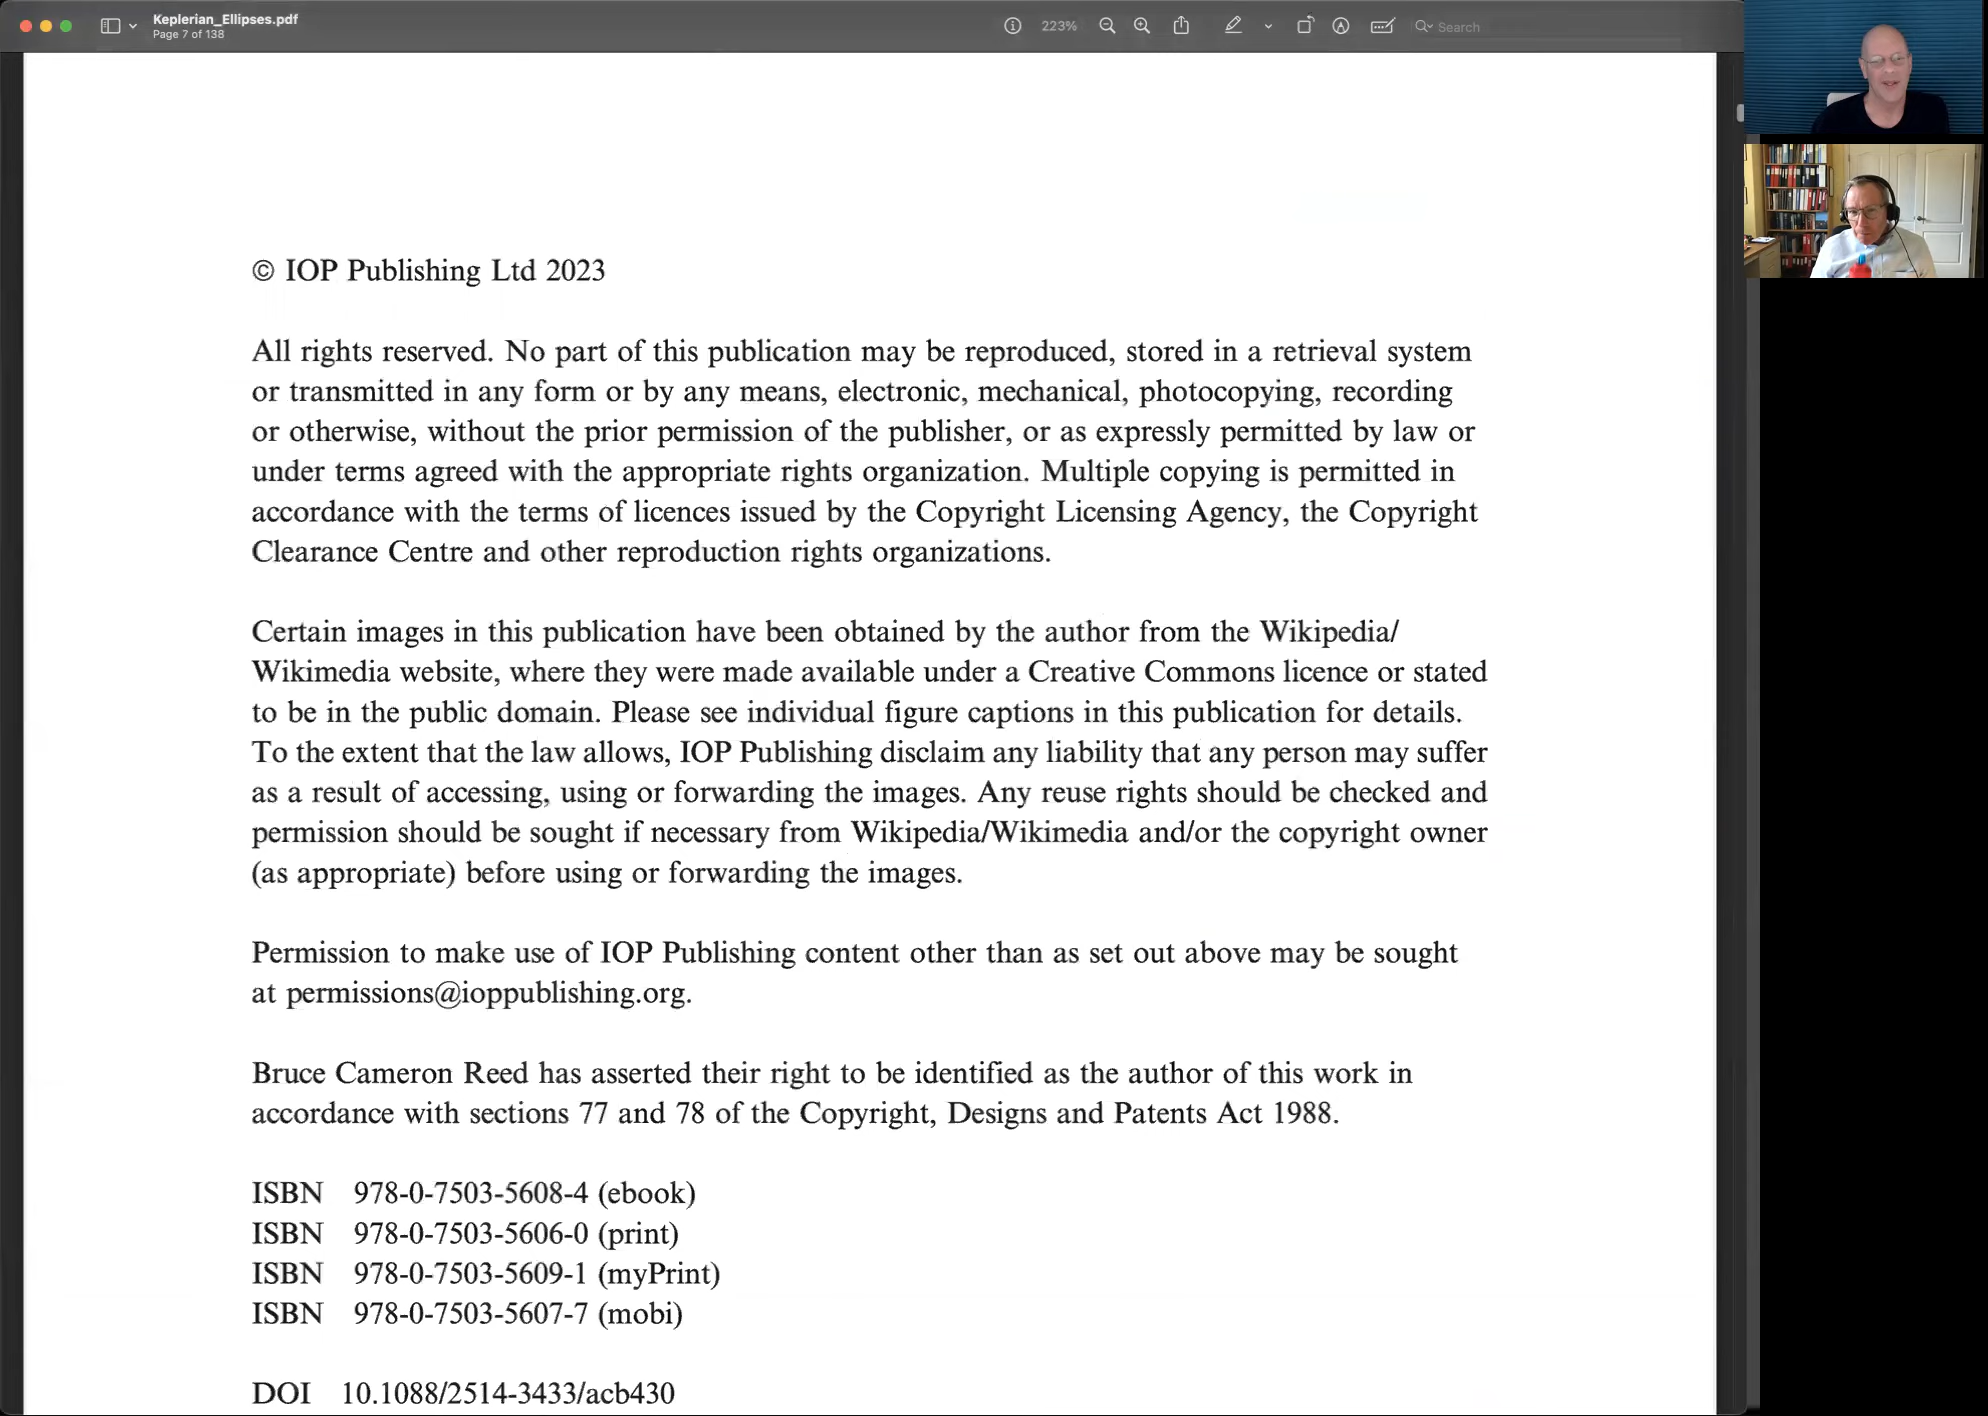 Keplerian_Ellipses.pdf
Page 7 of 138
223%
Search
© IOP Publishing Ltd 2023
All rights reserved. No part of this publication may be reproduced, stored in a retrieval system
or transmitted in any form or by any means, electronic, mechanical, photocopying, recording
or otherwise, without the prior permission of the publisher, or as expressly permitted by law or
under terms agreed with the appropriate rights organization. Multiple copying is permitted in
accordance with the terms of licences issued by the Copyright Licensing Agency, the Copyright
Clearance Centre and other reproduction rights organizations.
Certain images in this publication have been obtained by the author from the Wikipedia/
Wikimedia website, where they were made available under a Creative Commons licence or stated
to be in the public domain. Please see individual figure captions in this publication for details.
To the extent that the law allows, IOP Publishing disclaim any liability that any person may suffer
as a result of accessing, using or forwarding the images. Any reuse rights should be checked and
permission should be sought if necessary from Wikipedia/Wikimedia and/or the copyright owner
(as appropriate) before using or forwarding the images.
Permission to make use of IOP Publishing content other than as set out above may be sought
at permissions@ioppublishing.org.
Bruce Cameron Reed has asserted their right to be identified as the author of this work in
accordance with sections 77 and 78 of the Copyright, Designs and Patents Act 1988.
ISBN 978-0-7503-5608-4 (ebook)
ISBN 978-0-7503-5606-0 (print)
ISBN 978-0-7503-5609-1 (myPrint)
ISBN 978-0-7503-5607-7 (mobi)
DOI 10.1088/2514-3433/acb430